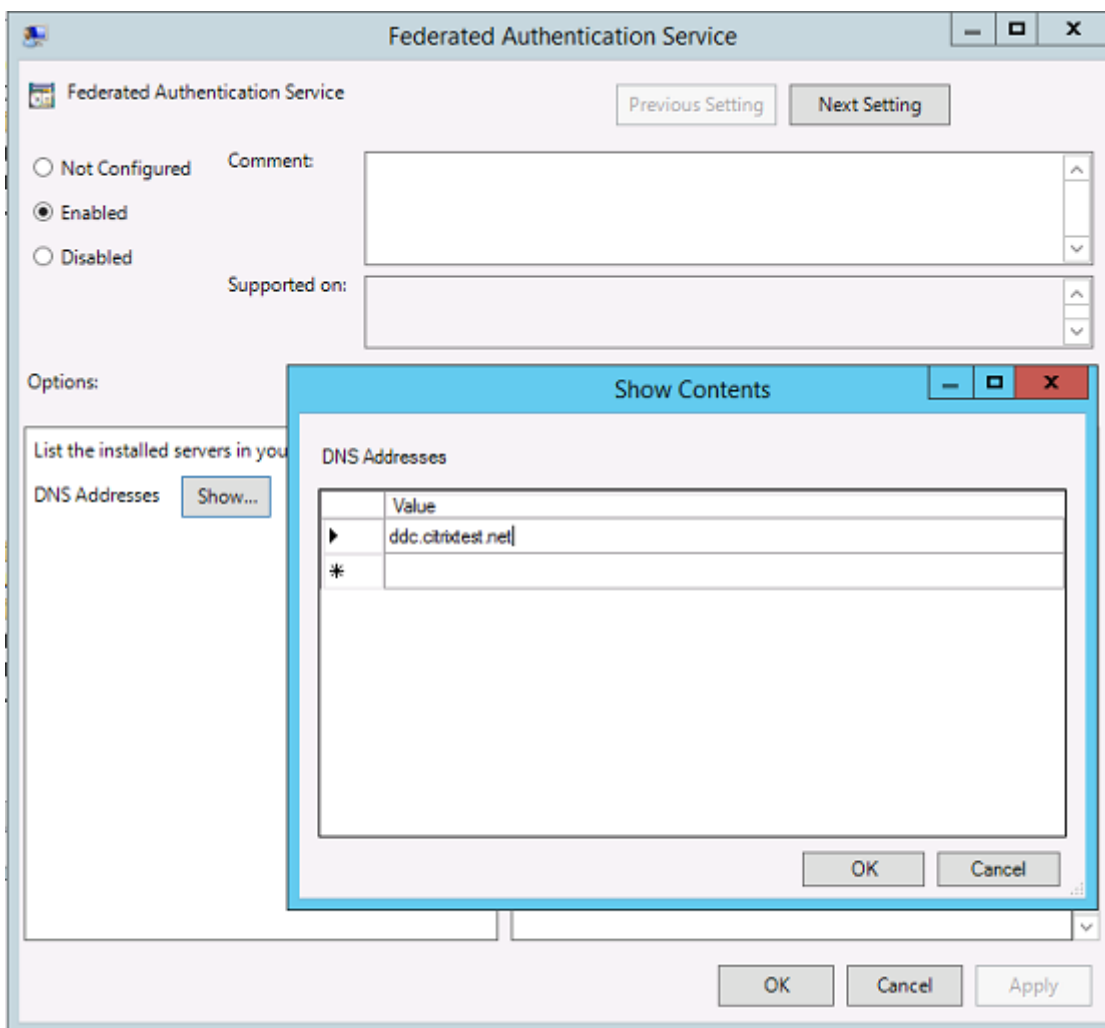 Federated Authentication Service
Federated Authentication Service
Previous Setting
Next Setting
Not Configured
Comment:
Enabled
Disabled
Supported on:
Options:
Show Contents
List the installed servers in you
DNS Addresses
Show...
DNS Addresses
Value
ddc.citrixtest.net
OK
Cancel
OK
Cancel
Apply